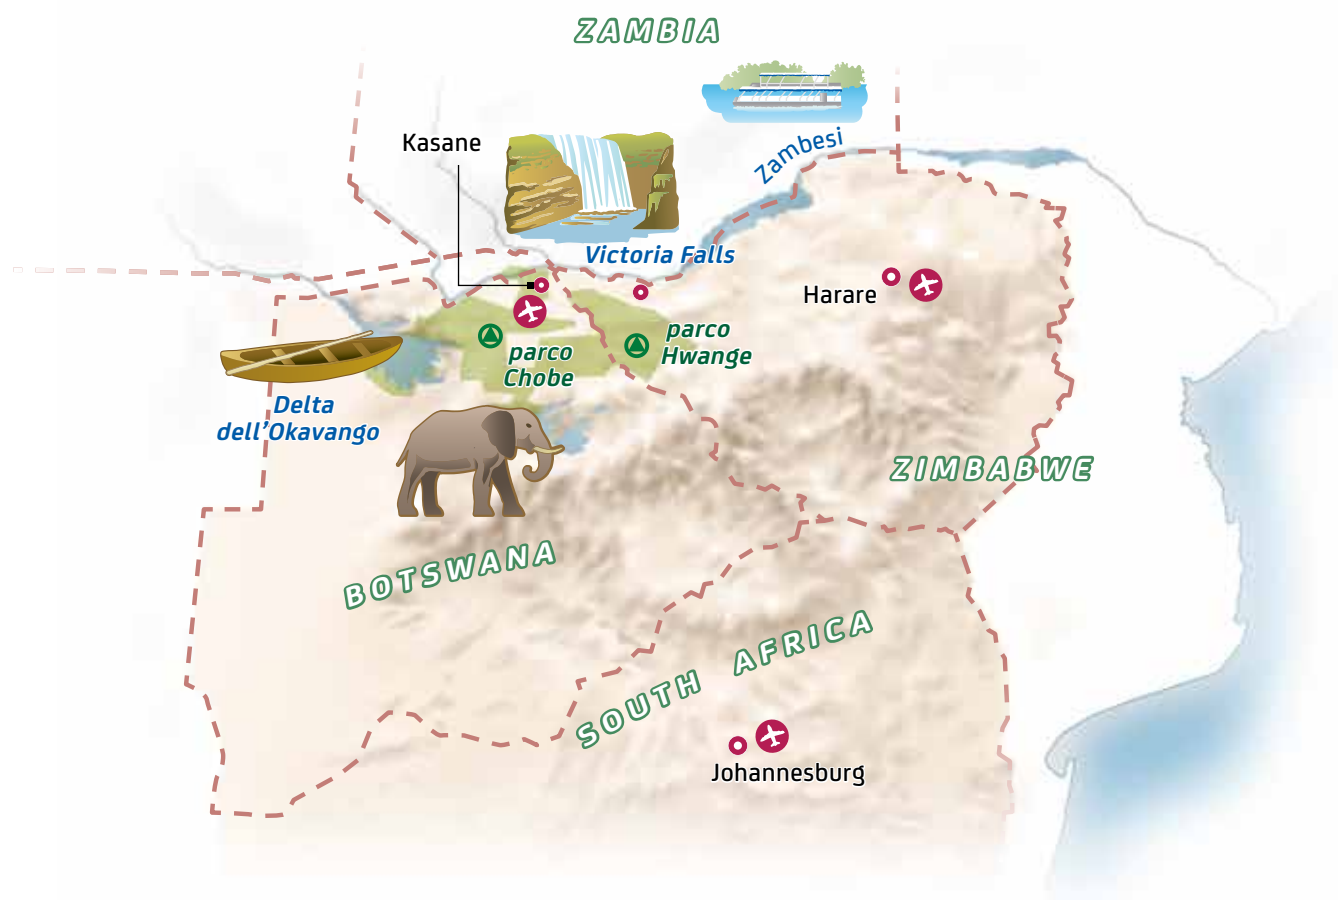 ZAMBIA
Kasane
Zambesi
Victoria Falls
Harare
parco
Hwange
parco
Chobe
Delta
dell'Okavango
ZIMBABWE
BOTSWANA
SOUTH AFRICA
Johannesburg